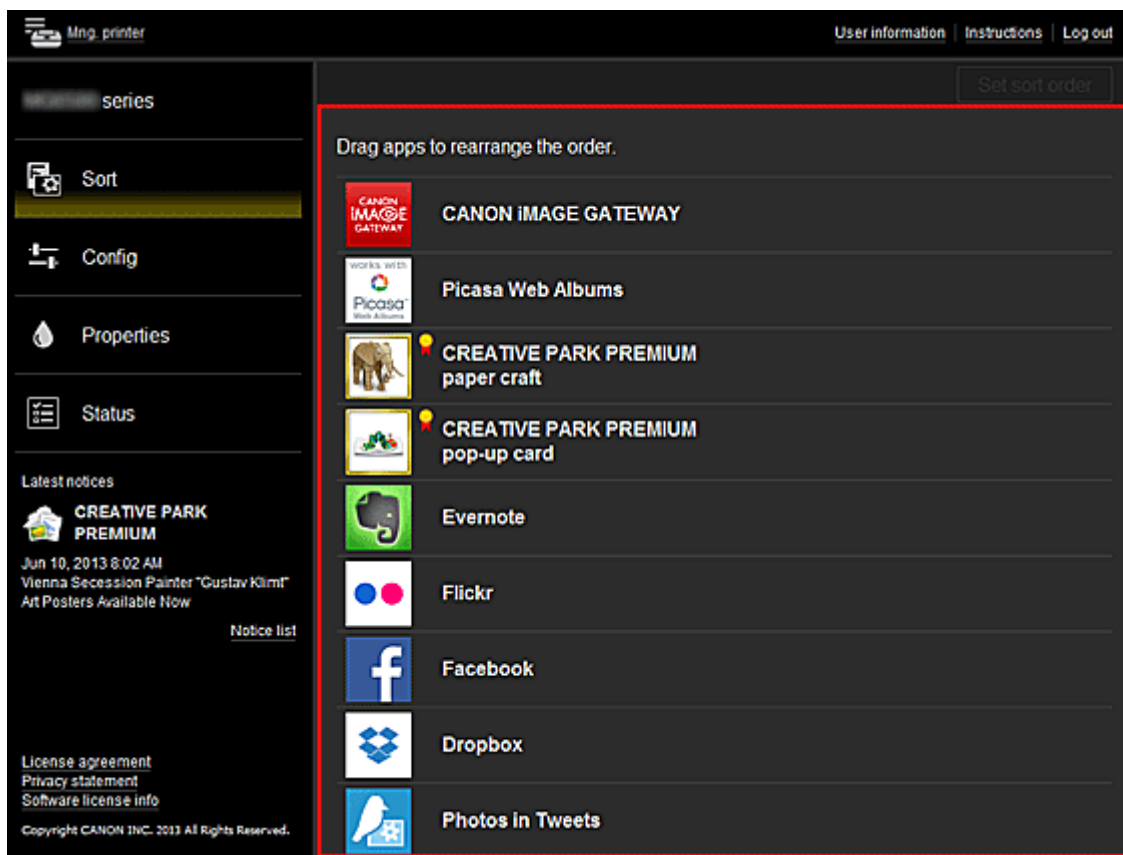 Mng. printer
User information
Instructions
Log out
series
Set sort order
Sort
Config
Properties
Status
Latest notices
CREATIVE PARK
PREMIUM
Jun 10, 2013 8:02 AM
Vienna Secession Painter "Gustav Klimt"
Art Posters Available Now
Notice list
License agreement
Privacy statement
Software license info
Copyright CANON INC. 2013 All Rights Reserved.
Drag apps to rearrange the order.
CANON
iMAGE
GATEWAY
CANON iMAGE GATEWAY
works with
Picasa
Web Albums
Picasa Web Albums
CREATIVE PARK PREMIUM
paper craft
CREATIVE PARK PREMIUM
pop-up card
Evernote
Flickr
f
Facebook
Dropbox
Photos in Tweets